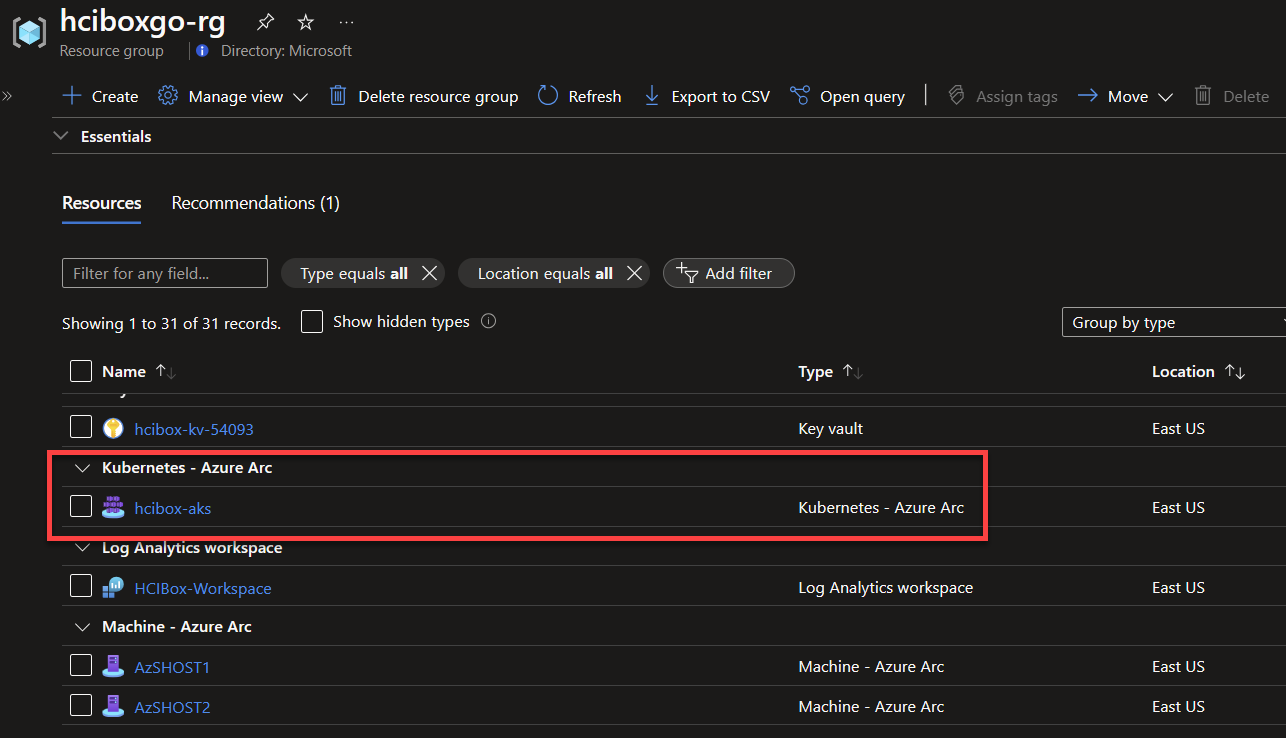 hciboxgo-rg
Resource group
Directory: Microsoft
Create Manage view Delete resource group Refresh Export to CSV Open query Assign tags Move Delete
Essentials
Resources Recommendations (1)
Filter for any field... Type equals all Location equals all Add filter
Showing 1 to 31 of 31 records. Show hidden types Group by type
Name Type Location
hcibox-kv-54093 Key vault East US
Kubernetes - Azure Arc
hcibox-aks Kubernetes - Azure Arc East US
Log Analytics workspace
HCIBox-Workspace Log Analytics workspace East US
Machine - Azure Arc
AzSHOST1 Machine - Azure Arc East US
AzSHOST2 Machine - Azure Arc East US